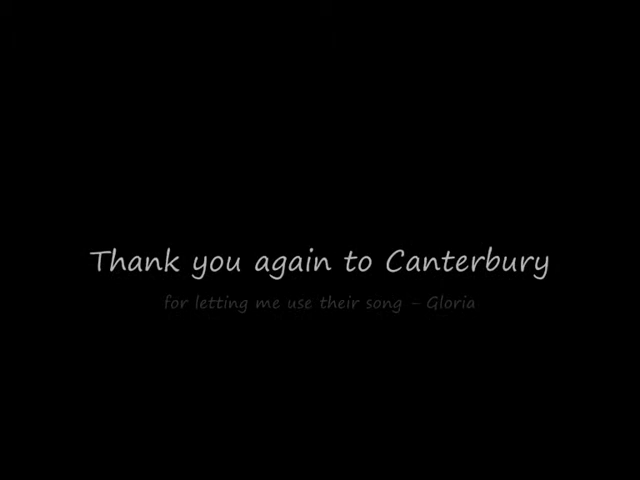 Thank you again to Canterbury
for letting me use their song - Gloria